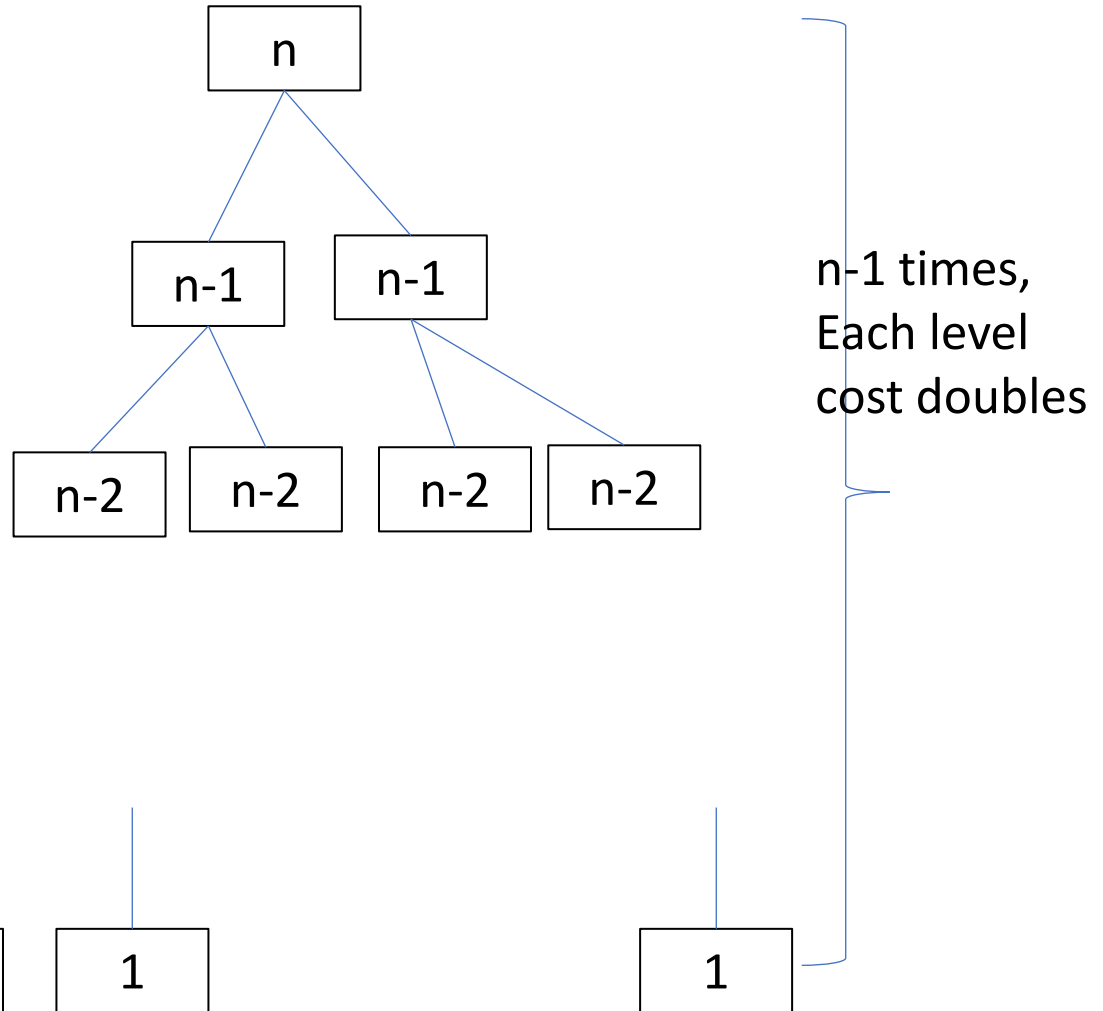 n
n-1
n-1
n-1 times,
Each level
cost doubles
n-2
n-2
n-2
n-2
1
1